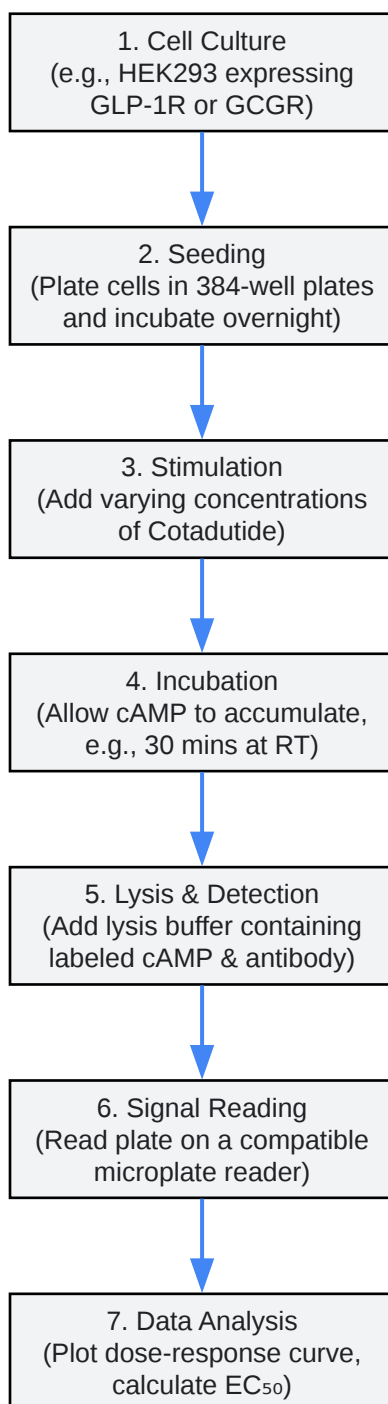 1. Cell Culture
(e.g., HEK293 expressing
GLP-1R or GCGR)
2. Seeding
(Plate cells in 384-well plates
and incubate overnight)
3. Stimulation
(Add varying concentrations
of Cotadutide)
4. Incubation
(Allow cAMP to accumulate,
e.g., 30 mins at RT)
5. Lysis & Detection
(Add lysis buffer containing
labeled cAMP & antibody)
6. Signal Reading
(Read plate on a compatible
microplate reader)
7. Data Analysis
(Plot dose-response curve,
calculate EC₅₀)